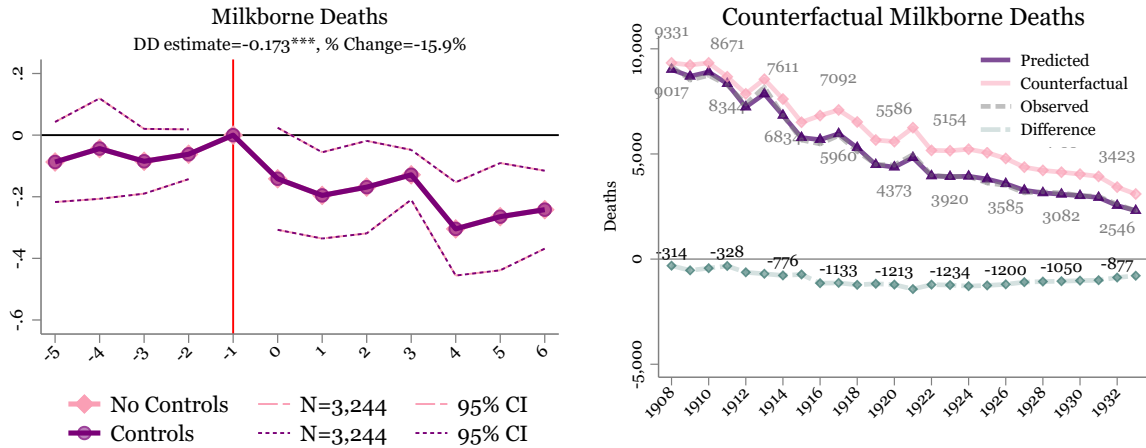 Milkborne Deaths
DD estimate=-0.173***, % Change=-15.9%
.2
0
-.2
-.4
-.6
-5 -4 -3 -2 -1 0 1 2 3 4 5 6
No Controls N=3,244 95% CI
Controls N=3,244 95% CI
Counterfactual Milkborne Deaths
Deaths
10,000
5,000
0
-5,000
Predicted
Counterfactual
Observed
Difference
9331 8671 7611 7092 5586 5154 3423
9017 8344 6834 5960 4373 3920 3585 3082 2546
-314 -328 -776 -1133 -1213 -1234 -1200 -1050 -877
1908 1910 1912 1914 1916 1918 1920 1922 1924 1926 1928 1930 1932